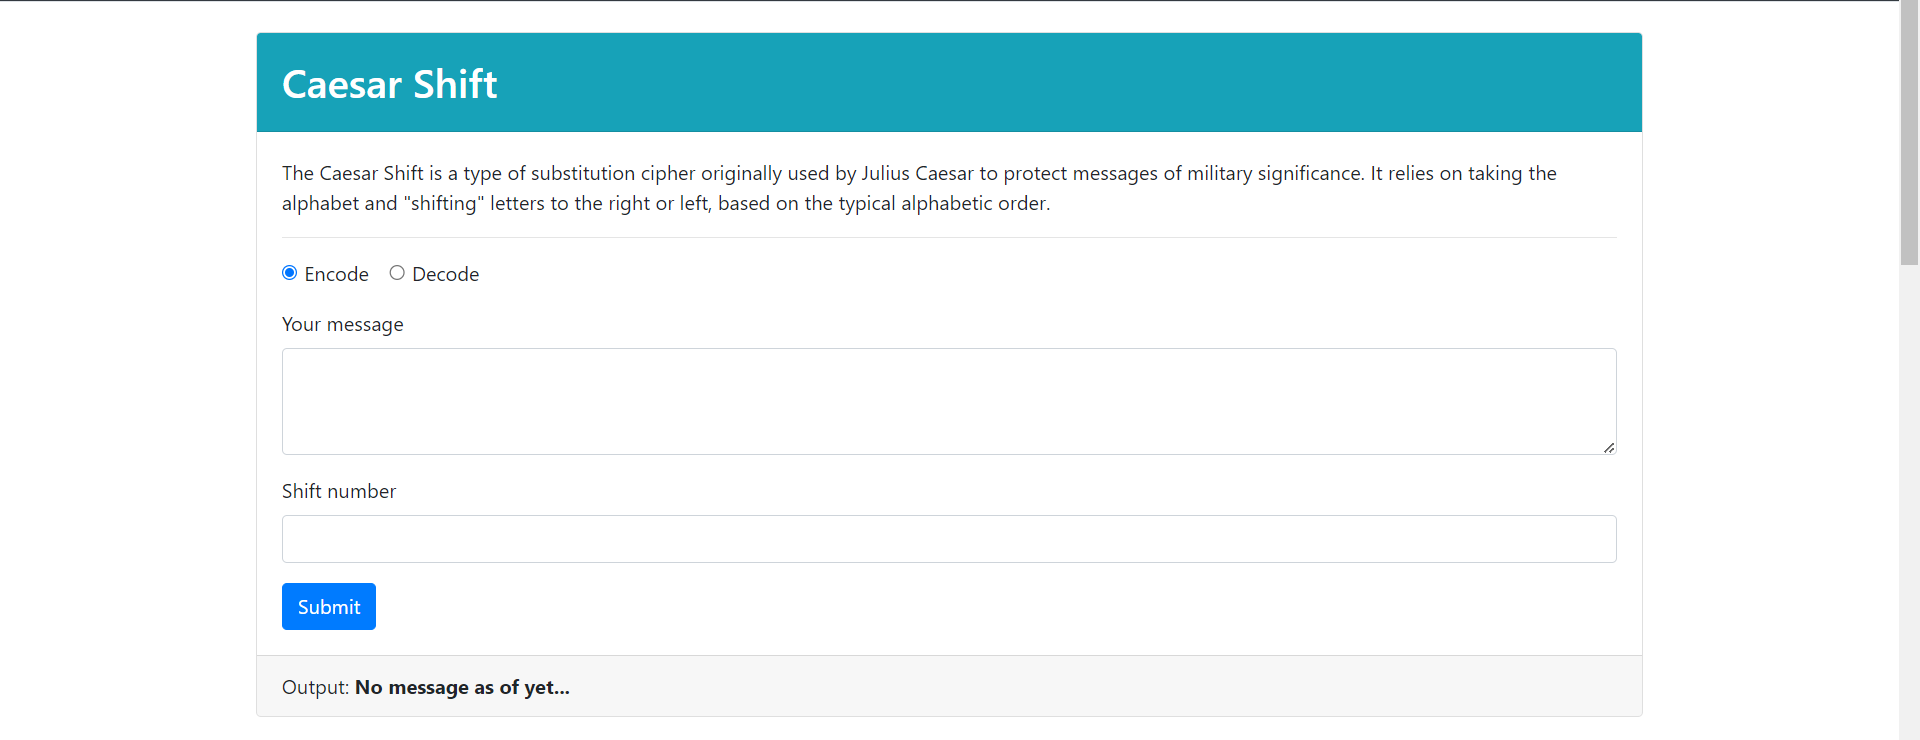 Caesar Shift
The Caesar Shift is a type of substitution cipher originally used by Julius Caesar to protect messages of military significance. It relies on taking the
alphabet and "shifting" letters to the right or left, based on the typical alphabetic order.
Encode Decode
Your message
Shift number
Submit
Output: No message as of yet...